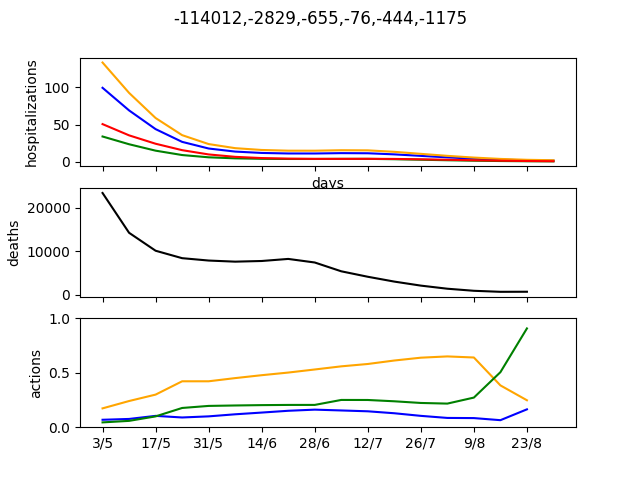 -114012,-2829,-655,-76,-444,-1175
hospitalizations
100
50
0
days
deaths
20000
10000
0
actions
1.0
0.5
0.0
3/5 17/5 31/5 14/6 28/6 12/7 26/7 9/8 23/8